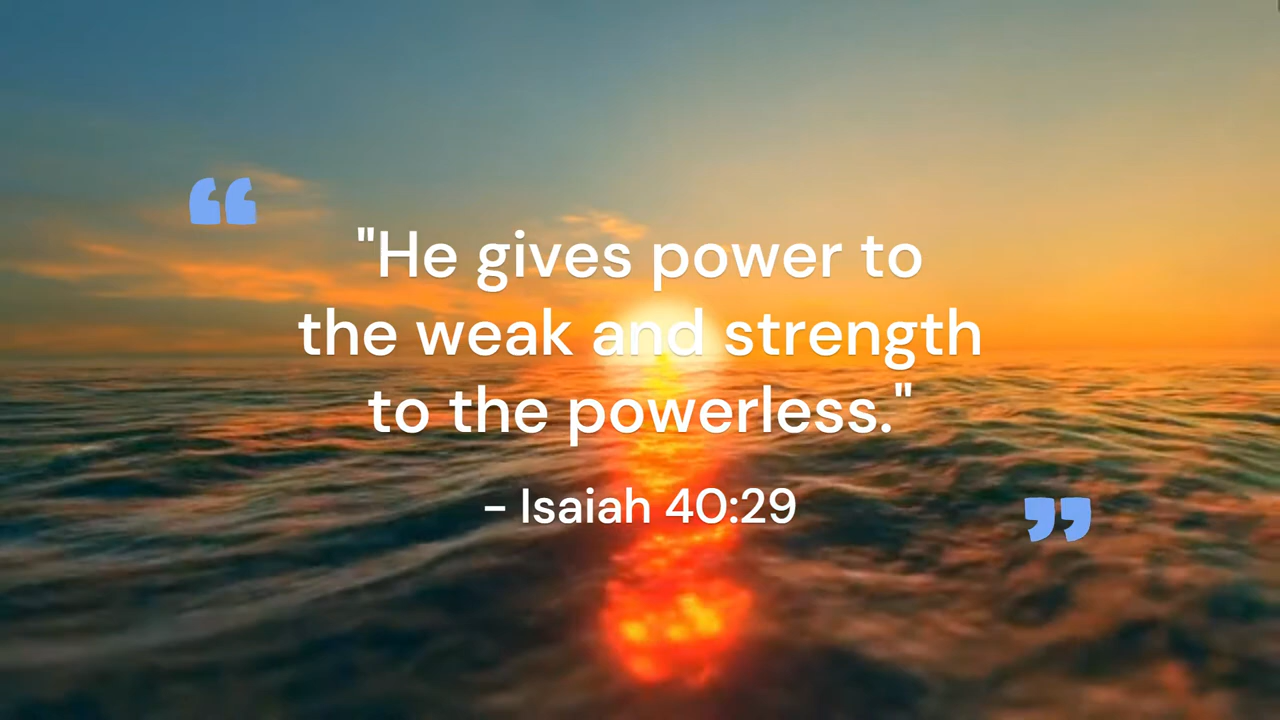 "He gives power to
the weak and strength
to the powerless."
– Isaiah 40:29